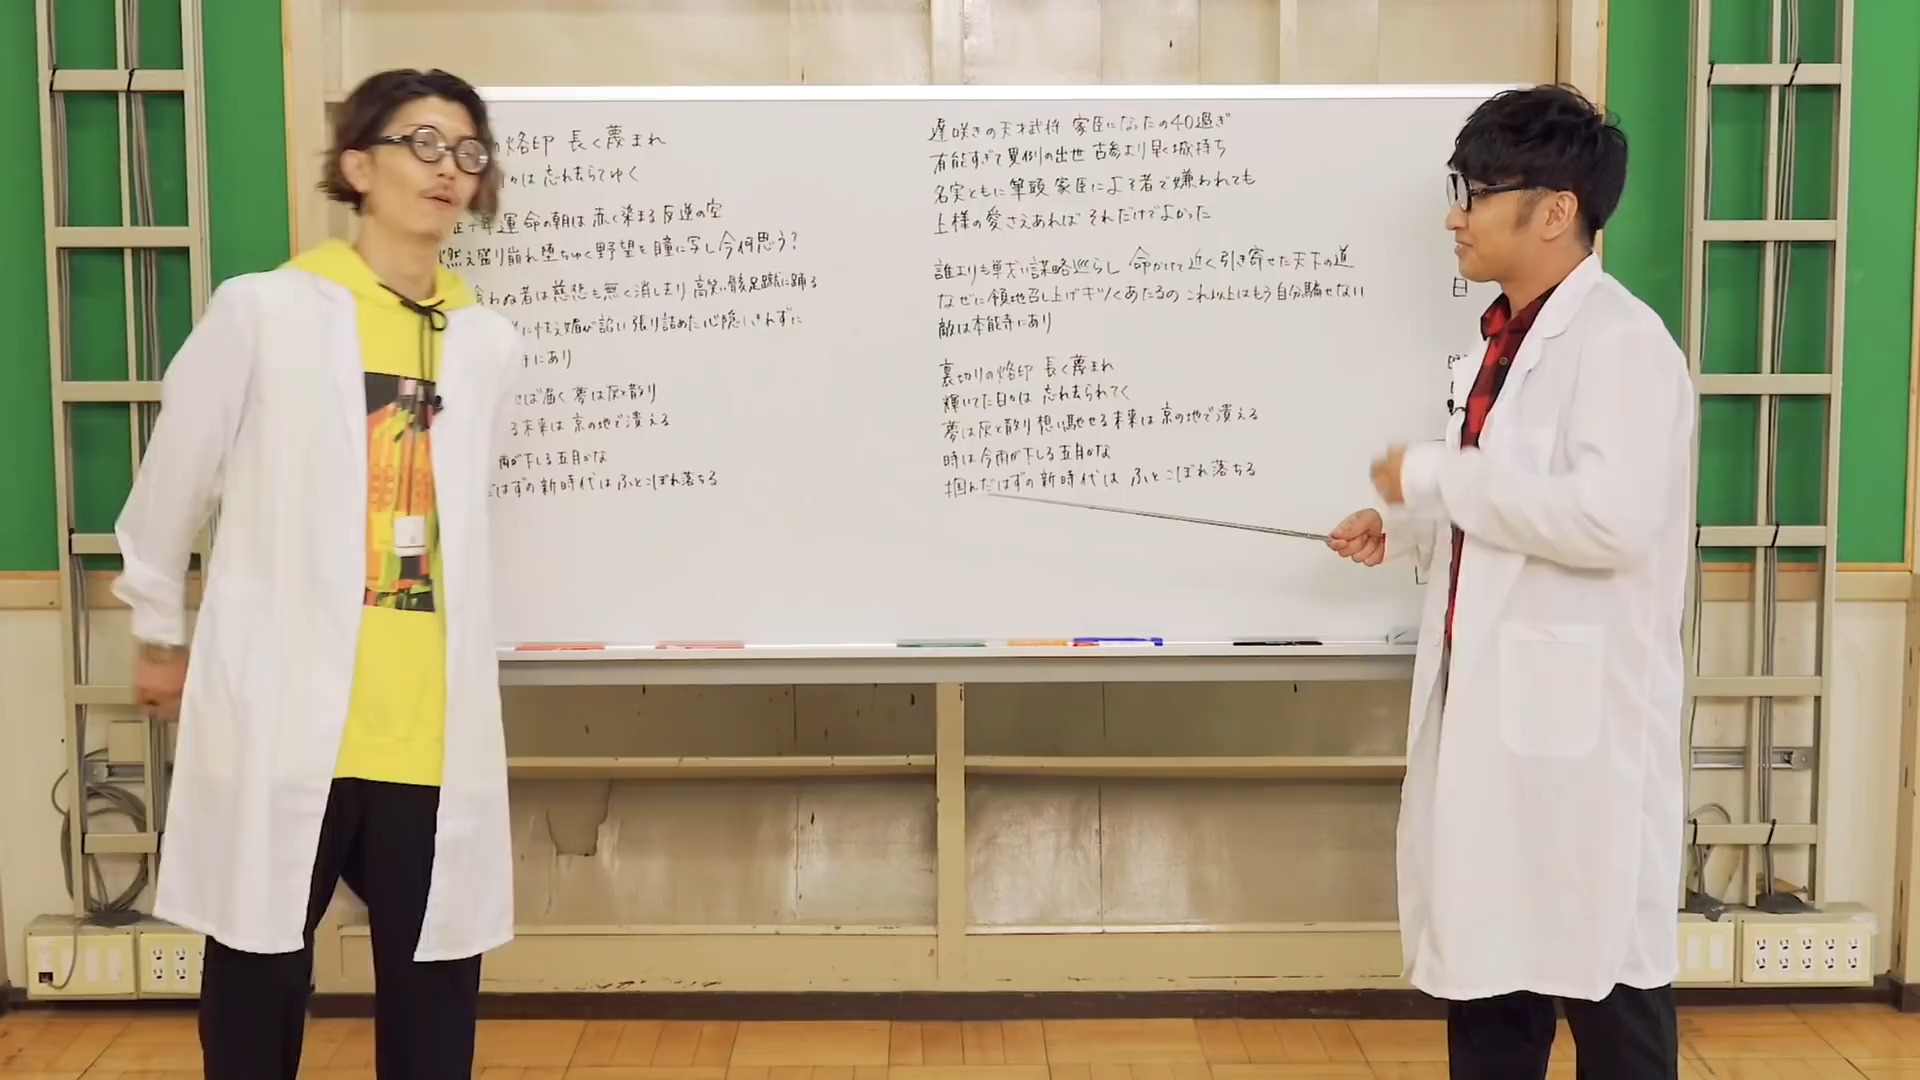 烙印 長く蔑まれ
は 忘れ去らてゆく
年運命の朝は 赤く染まる 反逆の空
燃え盛り崩れ堕ちゆく野望を 瞳に写し今何思う?
合わぬ者は慈悲も無く消し去り 高笑い骸足蹴に踊る
怯え媚び諂い 張り詰めた心隠しきれずに
にあり
せば届く 夢は灰と散り
る未来は 京の地で潰える
雨が下しる五月かな
はずの新時代は ふとこぼれ落ちる
遅咲きの天才武将 家臣になったの40過ぎ
有能すぎて異例の出世 古参より早く城持ち
名実ともに筆頭家臣に よそ者で嫌われても
上様の愛さえあれば それだけでよかった
誰よりも戦い謀略巡らし 命かけて近く引き寄せた天下の道
なぜに領地召し上げキツくあたるの これ以上はもう自分騙せない
敵は本能寺にあり
裏切りの烙印 長く蔑まれ
輝いてた日々は 忘れ去られてく
夢は灰と散り 想い馳せる未来は 京の地で潰える
時は今雨が下しる五月かな
掴んだはずの新時代は ふとこぼれ落ちる